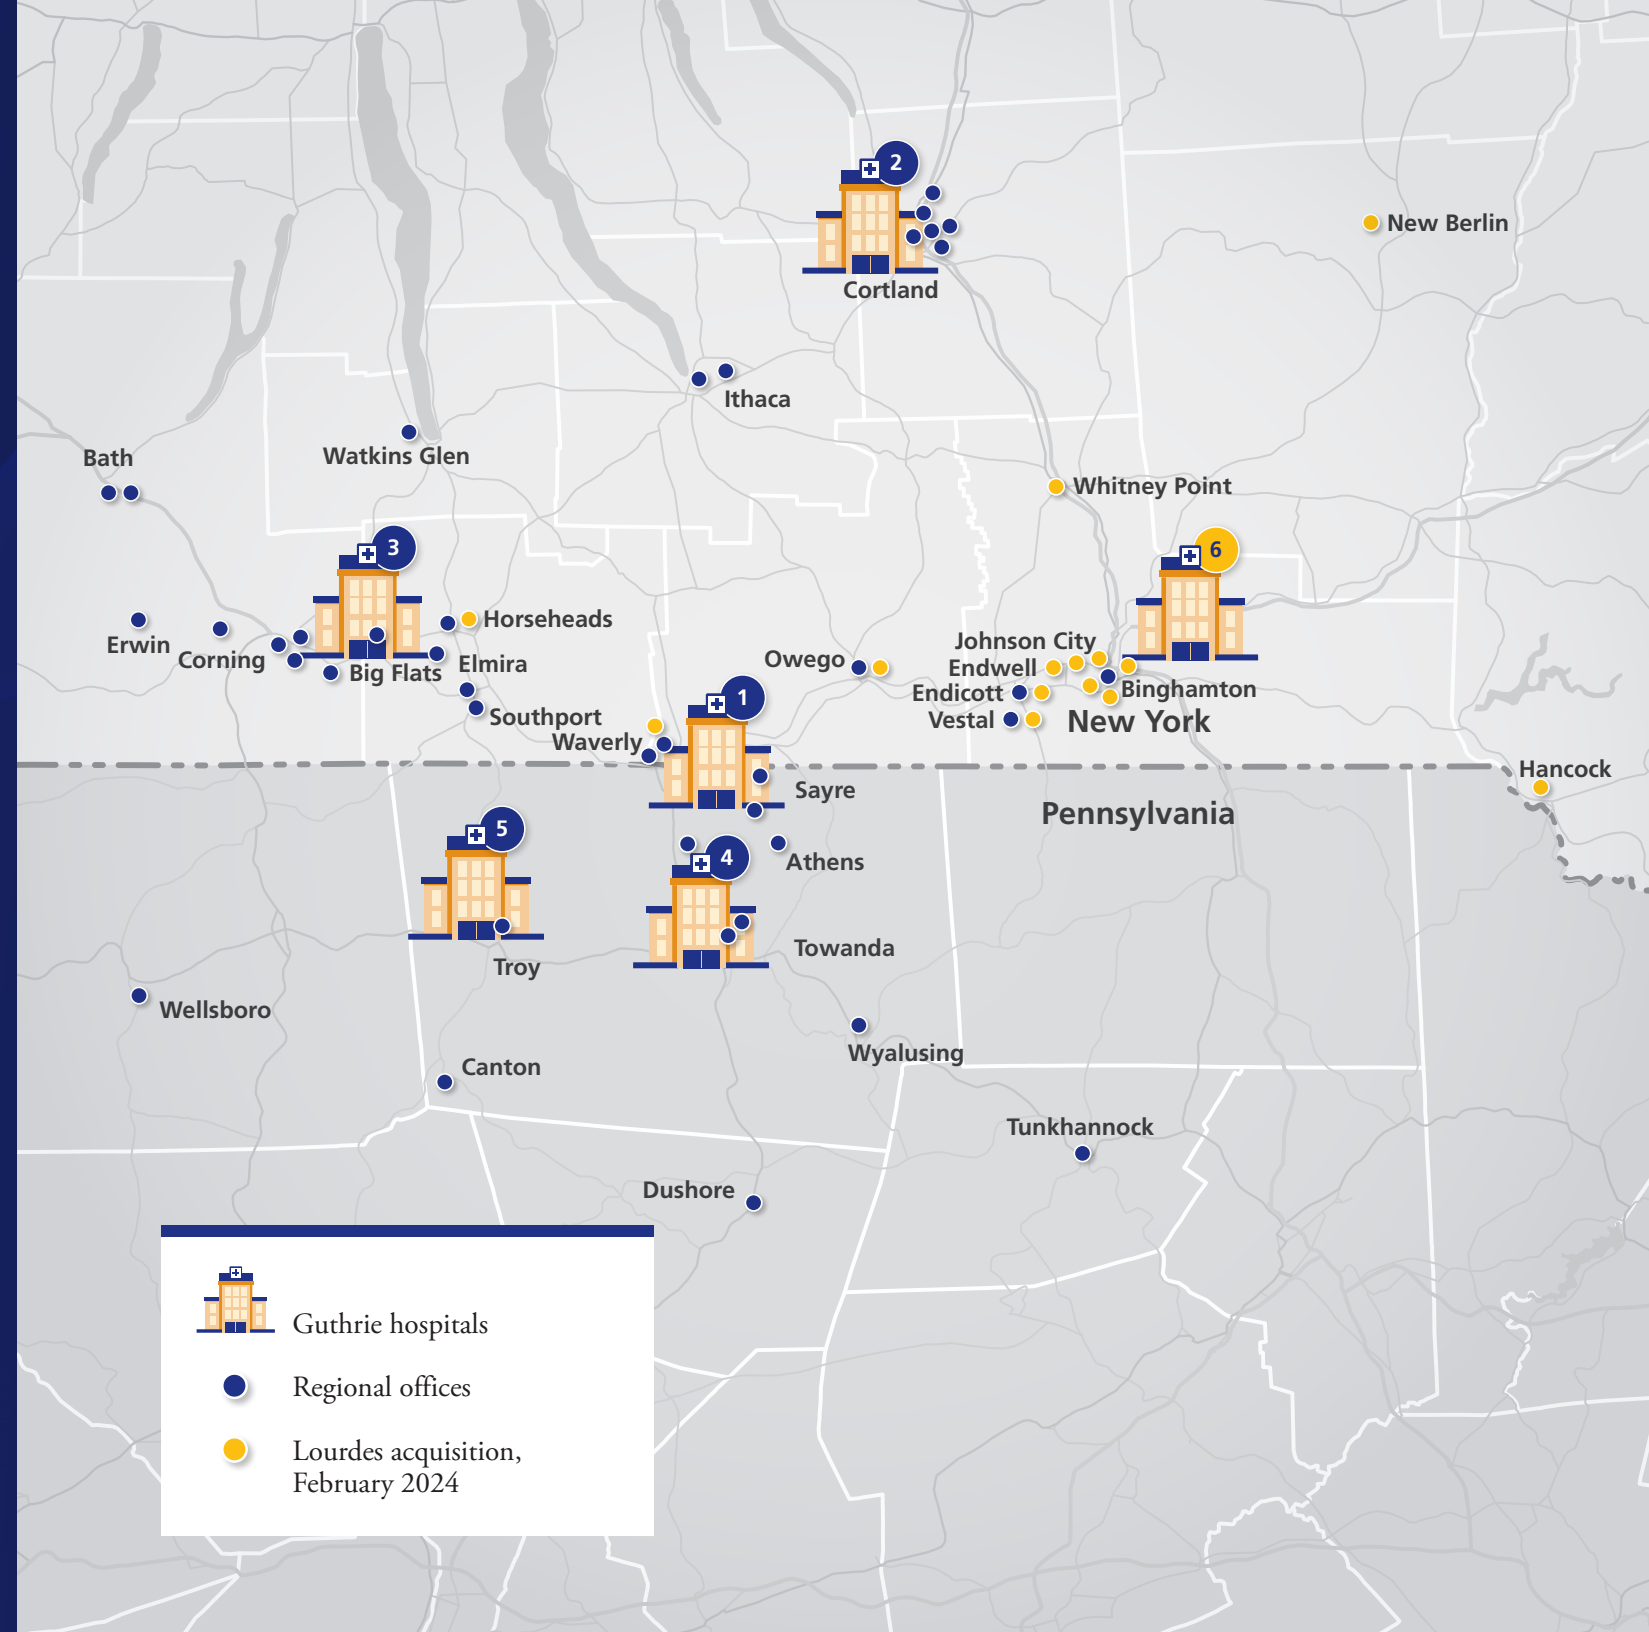 2
New Berlin
Cortland
Ithaca
Watkins Glen
Bath
Whitney Point
3
6
Horseheads
Erwin
Corning
Big Flats
Elmira
Johnson City
Owego
Endwell
Endicott
Binghamton
Vestal
New York
1
Southport
Waverly
Hancock
Sayre
Pennsylvania
5
4
Athens
Towanda
Troy
Wellsboro
Wyalusing
Canton
Tunkhannock
Dushore
Guthrie hospitals
Regional offices
Lourdes acquisition,
February 2024